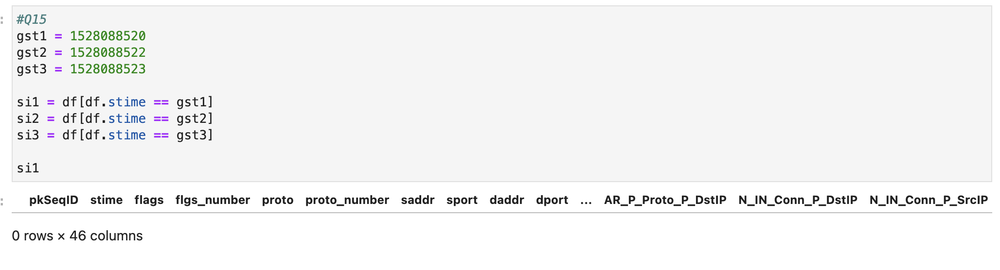 #Q15
gst1 = 1528088520
gst2 = 1528088522
gst3 = 1528088523
si1 = df[df.stime == gst1]
si2 = df[df.stime == gst2]
si3 = df[df.stime == gst3]
si1
pkSeqID stime flags flgs_number proto proto_number saddr sport daddr dport ... AR_P_Proto_P_DstIP N_IN_Conn_P_DstIP N_IN_Conn_P_SrcIP
0 rows × 46 columns